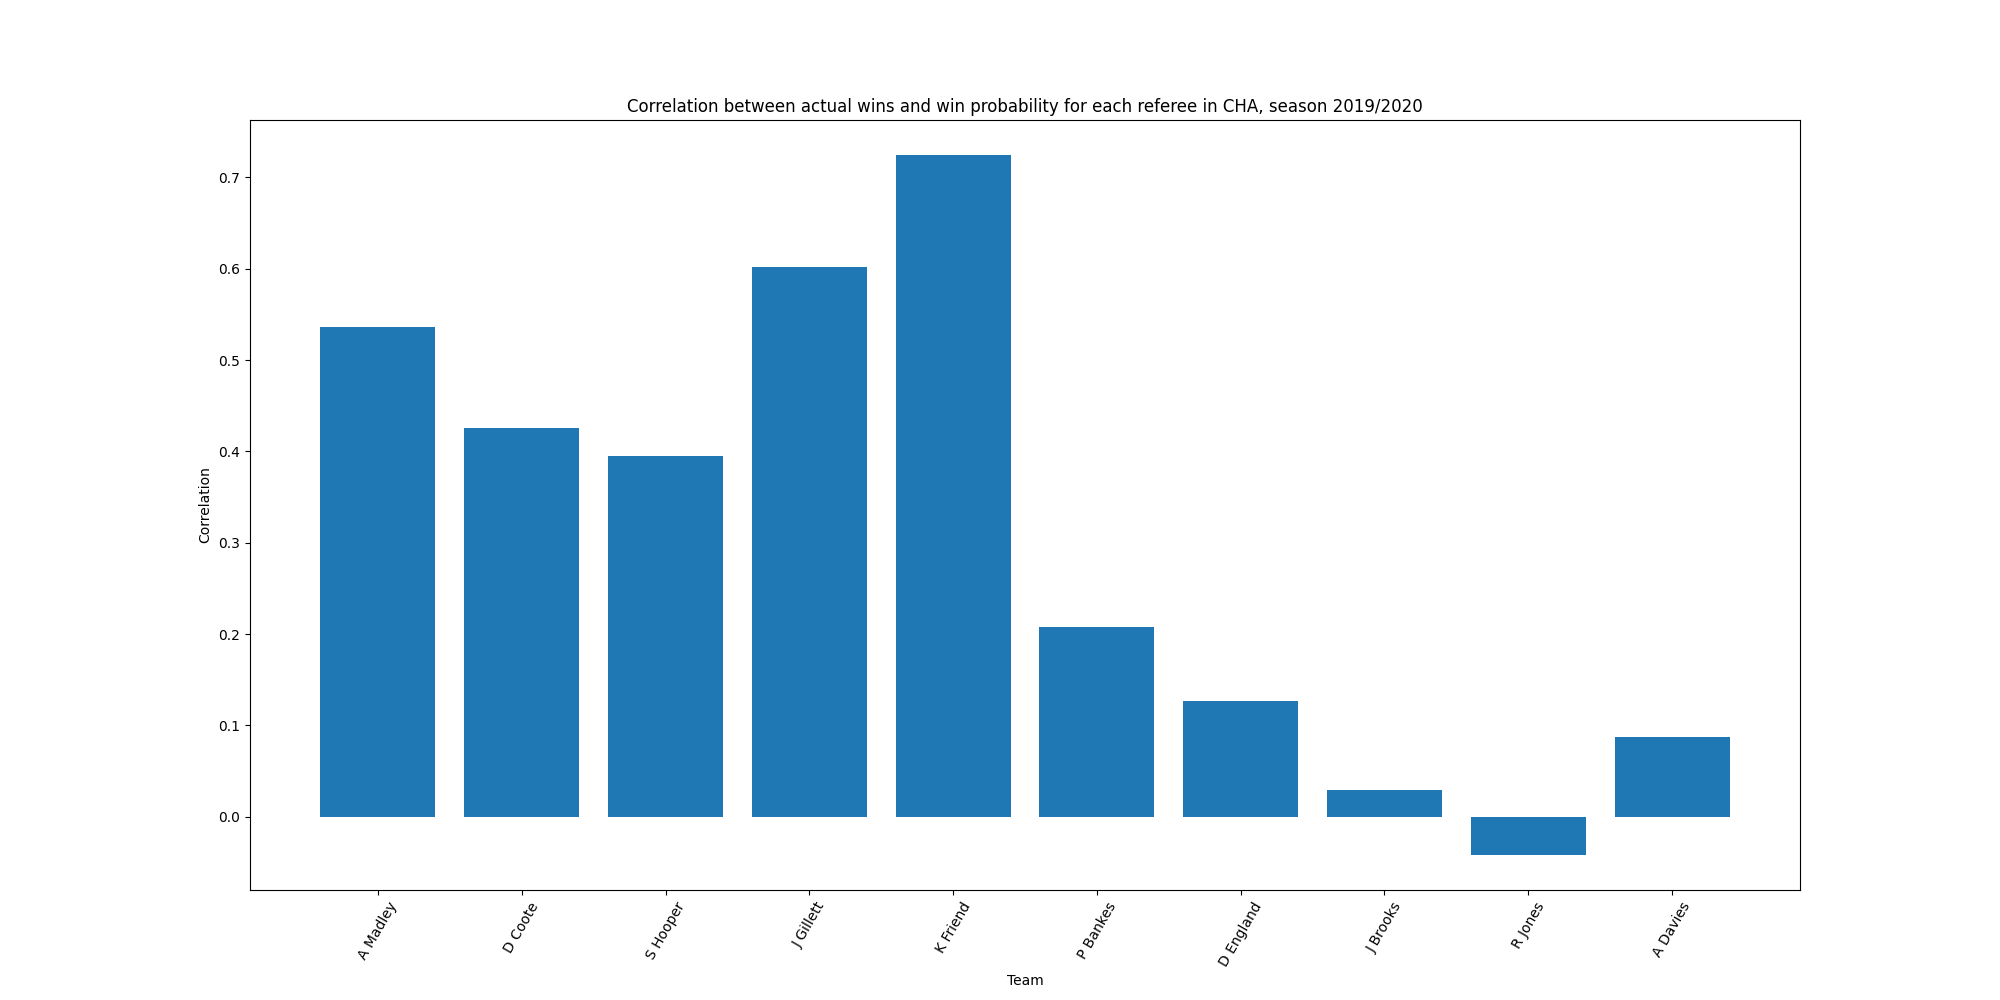 Correlation between actual wins and win probability for each referee in CHA, season 2019/2020
Correlation
0.7
0.6
0.5
0.4
0.3
0.2
0.1
0.0
A Madley
D Coote
S Hooper
J Gillett
K Friend
P Bankes
D England
J Brooks
R Jones
A Davies
Team